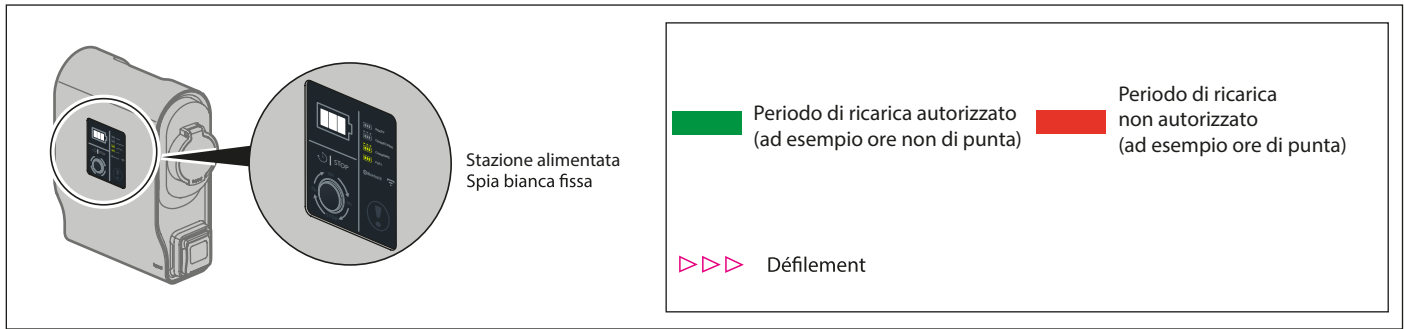 STOP
Stazione alimentata
Spia bianca fissa
Periodo di ricarica autorizzato
(ad esempio ore non di punta)
Periodo di ricarica
non autorizzato
(ad esempio ore di punta)
Défilement